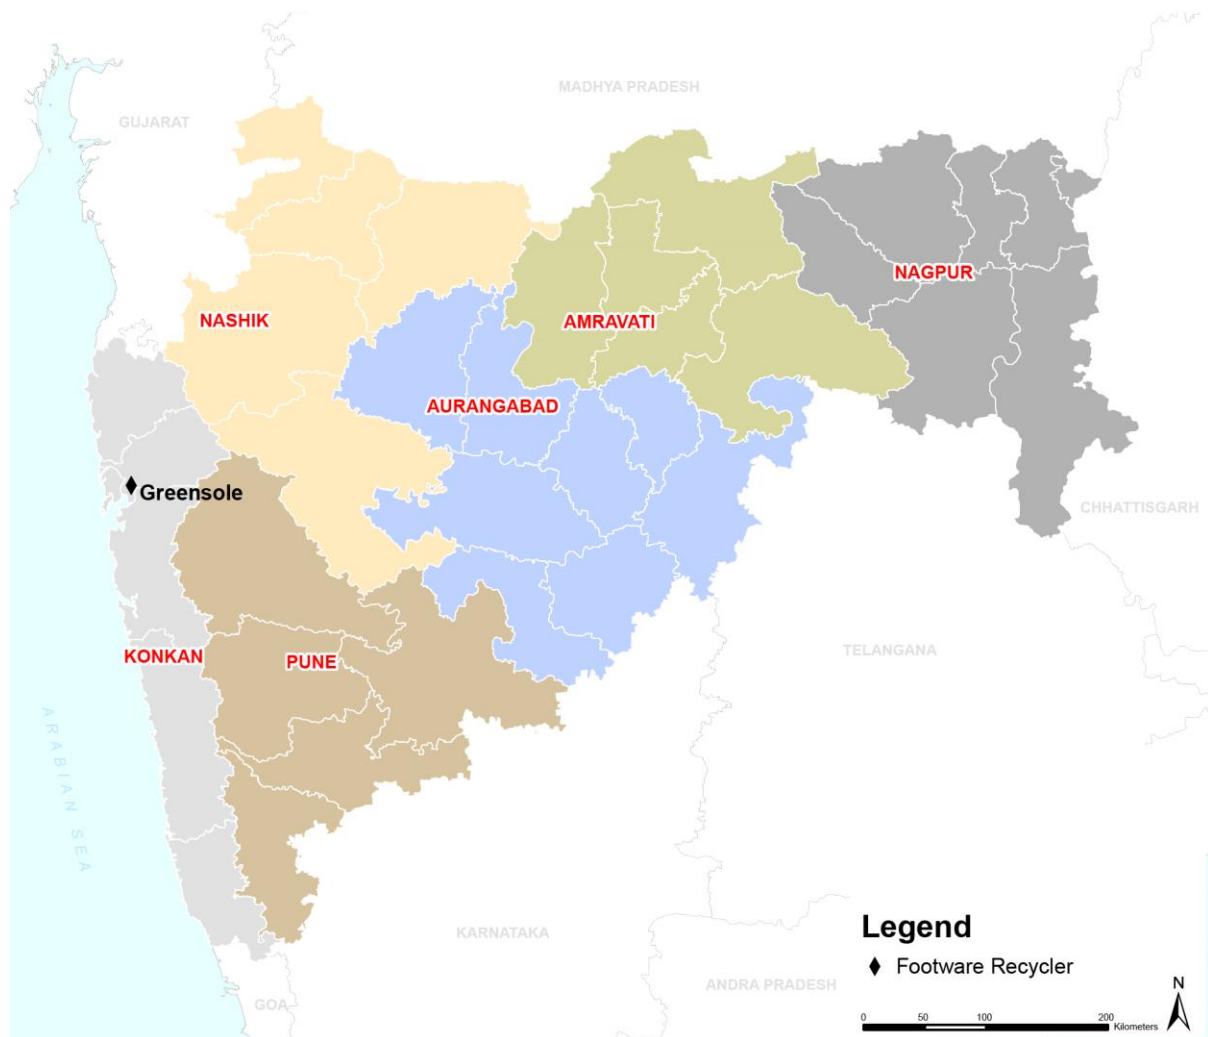 MADHYA PRADESH
GUJARAT
NAGPUR
NASHIK
AMRAVATI
AURANGABAD
Greensole
CHHATTISGARH
KONKAN
PUNE
TELANGANA
ARABIAN SEA
KARNATAKA
Legend
Footware Recycler
ANDRA PRADESH
GOA
N
0 50 100 200
Kilometers